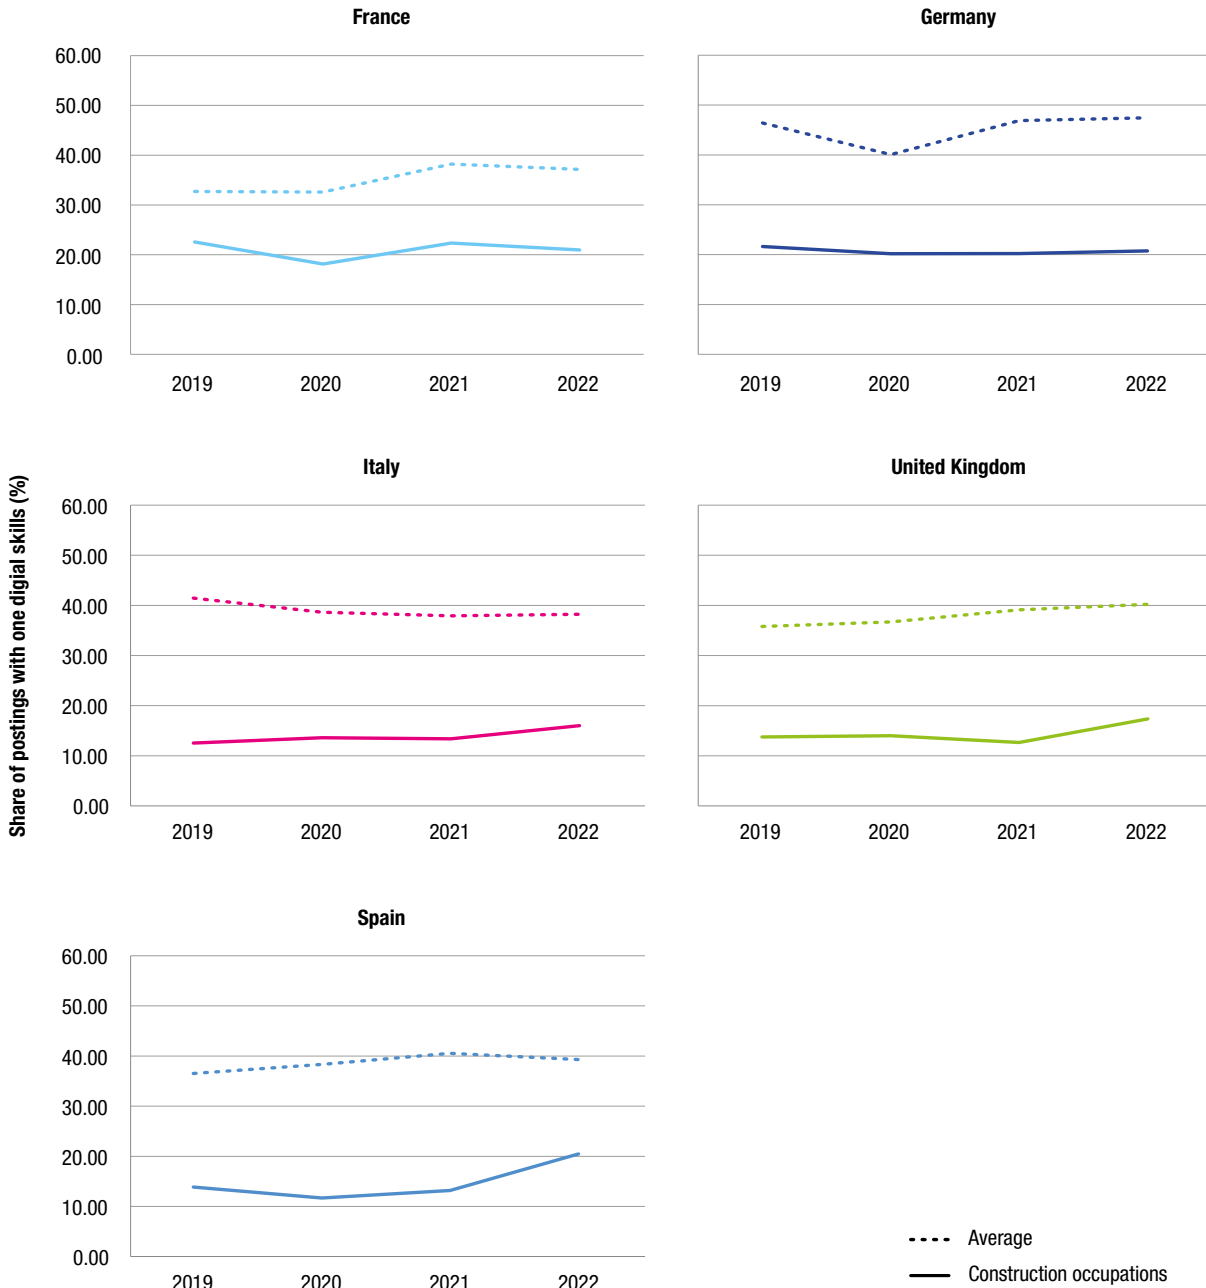 France
Germany
60.00
50.00
40.00
30.00
20.00
10.00
0.00
2019 2020 2021 2022
2019 2020 2021 2022
Share of postings with one digial skills (%)
Italy
United Kingdom
60.00
50.00
40.00
30.00
20.00
10.00
0.00
2019 2020 2021 2022
2019 2020 2021 2022
Spain
60.00
50.00
40.00
30.00
20.00
10.00
0.00
2019 2020 2021 2022
Average
Construction occupations